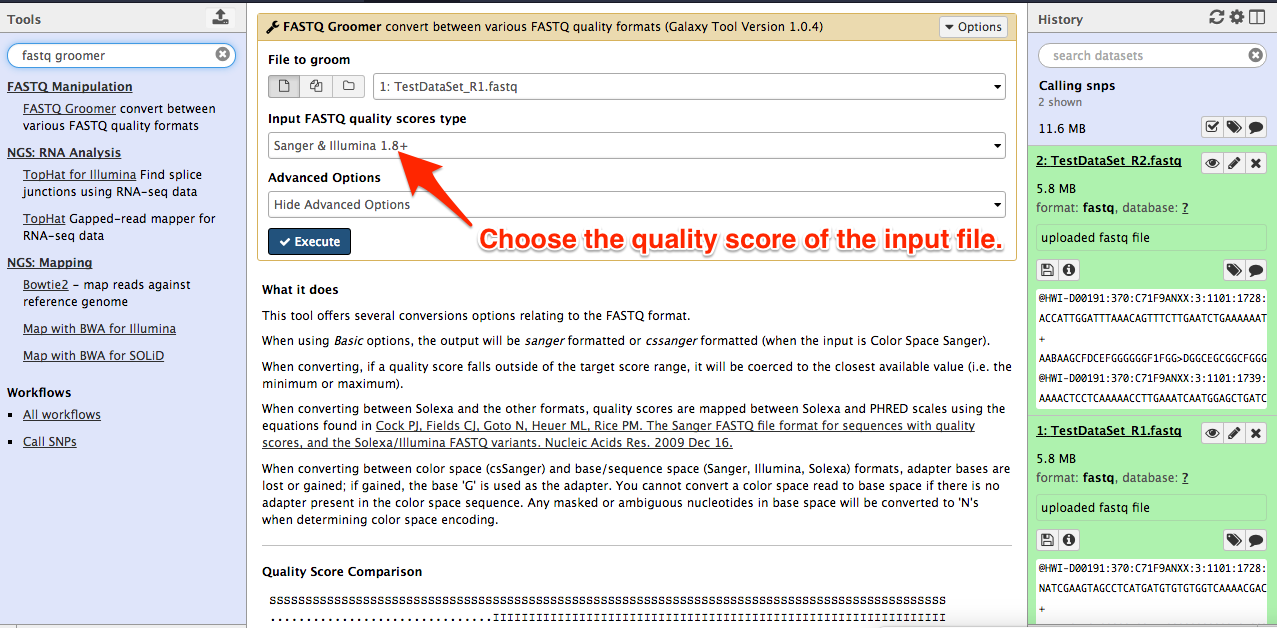 Tools
fastq groomer
FASTQ Manipulation
FASTQ Groomer convert between
various FASTQ quality formats
NGS: RNA Analysis
TopHat for Illumina Find splice
junctions using RNA-seq data
TopHat Gapped-read mapper for
RNA-seq data
NGS: Mapping
Bowtie2 - map reads against
reference genome
Map with BWA for Illumina
Map with BWA for SOLiD
Workflows
All workflows
Call SNPs
FASTQ Groomer convert between various FASTQ quality formats (Galaxy Tool Version 1.0.4)
Options
File to groom
1: TestDataSet_R1.fastq
Input FASTQ quality scores type
Sanger & Illumina 1.8+
Advanced Options
Hide Advanced Options
Execute
Choose the quality score of the input file.
What it does
This tool offers several conversions options relating to the FASTQ format.
When using Basic options, the output will be sanger formatted or cssanger formatted (when the input is Color Space Sanger).
When converting, if a quality score falls outside of the target score range, it will be coerced to the closest available value (i.e. the
minimum or maximum).
When converting between Solexa and the other formats, quality scores are mapped between Solexa and PHRED scales using the
equations found in Cock PJ, Fields CJ, Goto N, Heuer ML, Rice PM. The Sanger FASTQ file format for sequences with quality
scores, and the Solexa/Illumina FASTQ variants. Nucleic Acids Res. 2009 Dec 16.
When converting between color space (csSanger) and base/sequence space (Sanger, Illumina, Solexa) formats, adapter bases are
lost or gained; if gained, the base 'G' is used as the adapter. You cannot convert a color space read to base space if there is no
adapter present in the color space sequence. Any masked or ambiguous nucleotides in base space will be converted to 'N's
when determining color space encoding.
Quality Score Comparison
SSSSSSSSSSSSSSSSSSSSSSSSSSSSSSSSSSSSSSSSSSSSSSSSSSSSSSSSSSSSSSSSSSSSSSSSSSSSSSSSSSSSSSSSSSSSS
...............................IIIIIIIIIIIIIIIIIIIIIIIIIIIIIIIIIIIIIIIIIIIIIIIIIIIIIIIIIIIIII
History
search datasets
Calling snps
2 shown
11.6 MB
2: TestDataSet_R2.fastq
5.8 MB
format: fastq, database: ?
uploaded fastq file
@HWI-D00191:370:C71F9ANXX:3:1101:1728:
ACCATTGGATTTAAACAGTTTCTTGAATCTGAAAAAAT
+
AABAAGCFDCEFGGGGGGF1FGG>DGGCEGCGGCFGGG
@HWI-D00191:370:C71F9ANXX:3:1101:1739:
AAAACTCCTCAAAAACCTTGAAATCAATGGAGCTGATC
1: TestDataSet_R1.fastq
5.8 MB
format: fastq, database: ?
uploaded fastq file
@HWI-D00191:370:C71F9ANXX:3:1101:1728:
NATCGAAGTAGCCTCATGATGTGTGTGGTCAAAACGAC
+